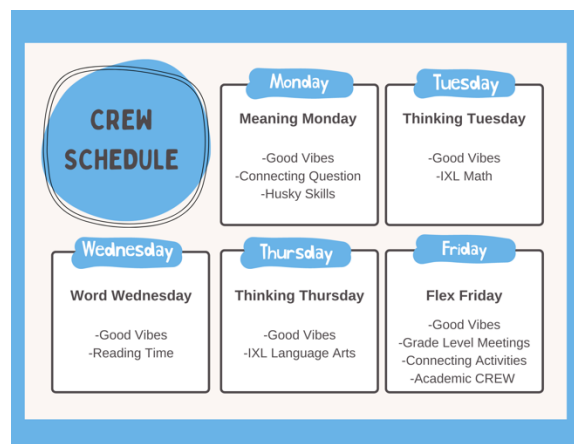 CREW
SCHEDULE
Monday
Meaning Monday
-Good Vibes
-Connecting Question
-Husky Skills
Tuesday
Thinking Tuesday
-Good Vibes
-IXL Math
Wednesday
Word Wednesday
-Good Vibes
-Reading Time
Thursday
Thinking Thursday
-Good Vibes
-IXL Language Arts
Friday
Flex Friday
-Good Vibes
-Grade Level Meetings
-Connecting Activities
-Academic CREW